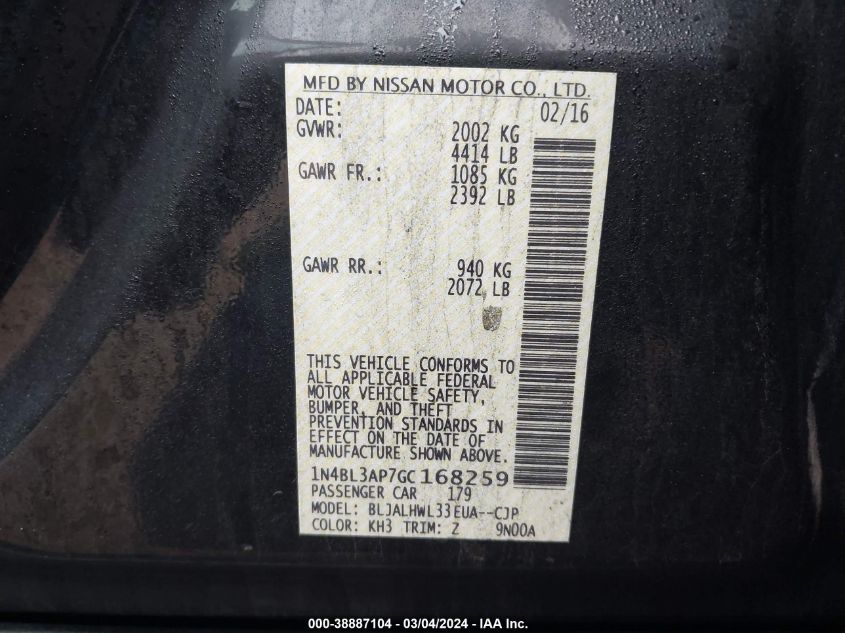 MFD BY NISSAN MOTOR CO., LTD.
DATE: 02/16
GVWR: 2002 KG
4414 LB
GAWR FR.: 1085 KG
2392 LB
GAWR RR.: 940 KG
2072 LB
THIS VEHICLE CONFORMS TO
ALL APPLICABLE FEDERAL
MOTOR VEHICLE SAFETY,
BUMPER, AND THEFT
PREVENTION STANDARDS IN
EFFECT ON THE DATE OF
MANUFACTURE SHOWN ABOVE.
1N4BL3AP7GC168259
PASSENGER CAR 179
MODEL: BLJALHWL33EUA--CJP
COLOR: KH3 TRIM: Z 9N00A
000-38887104 - 03/04/2024 - IAA Inc.